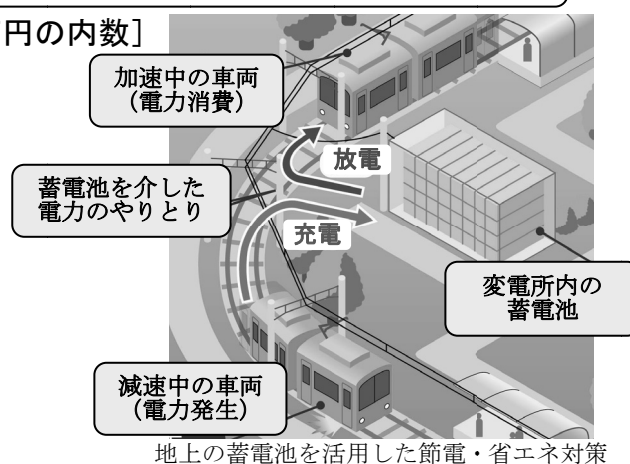 円の内数］
加速中の車両
（電力消費）
放電
蓄電池を介した
電力のやりとり
充電
変電所内の
蓄電池
減速中の車両
（電力発生）
地上の蓄電池を活用した節電・省エネ対策